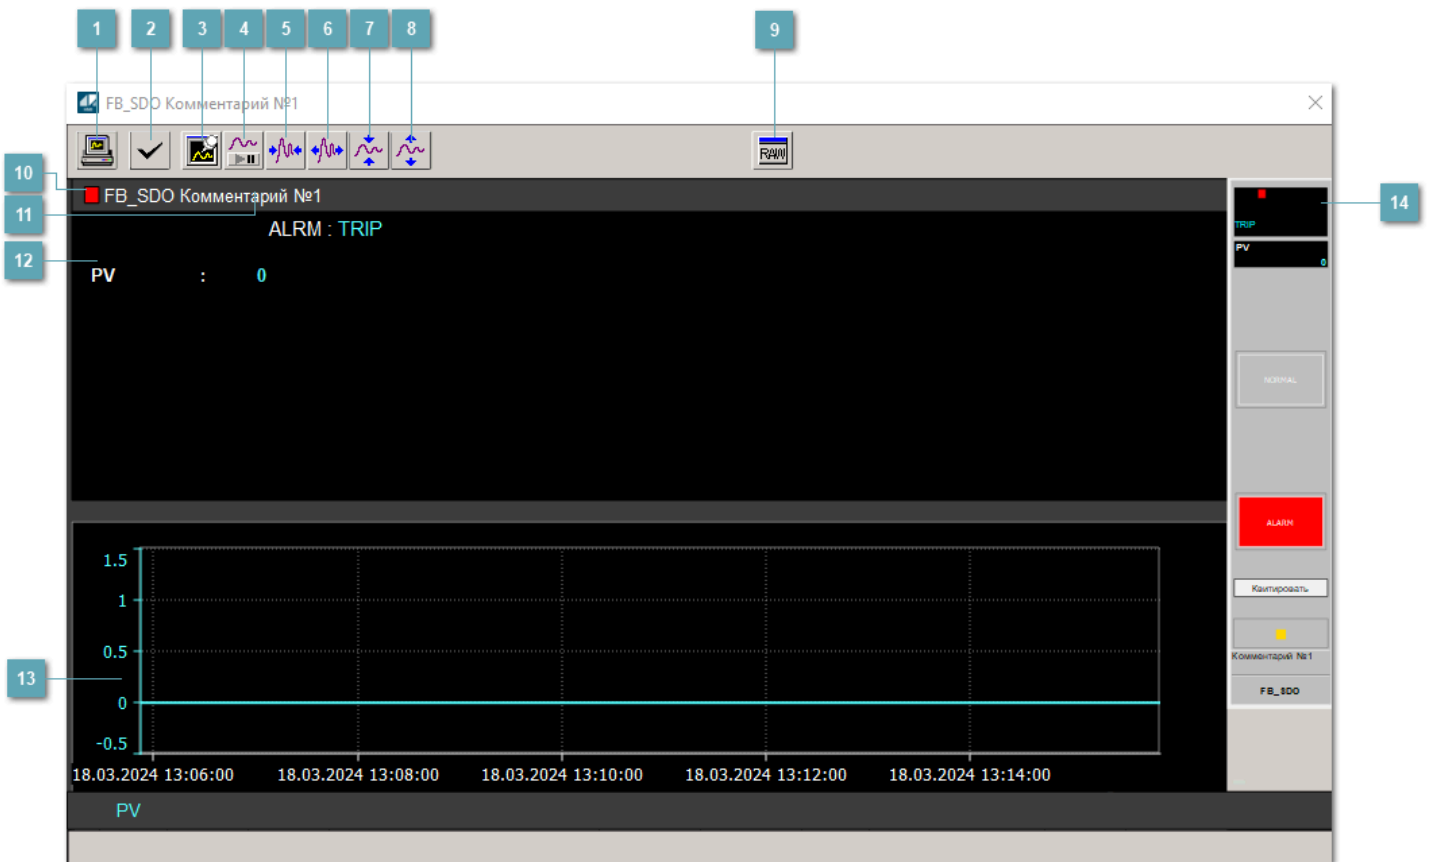 1 2 3 4 5 6 7 8 9
FB_SDO Комментарий №1
RAW
10
FB_SDO Комментарий №1
11
ALRM : TRIP
12
PV : 0
14
TRIP
PV
0
NORMAL
ALARM
Квитировать
Комментарий №1
FB_SDO
13
1.5
1
0.5
0
-0.5
18.03.2024 13:06:00 18.03.2024 13:08:00 18.03.2024 13:10:00 18.03.2024 13:12:00 18.03.2024 13:14:00
PV